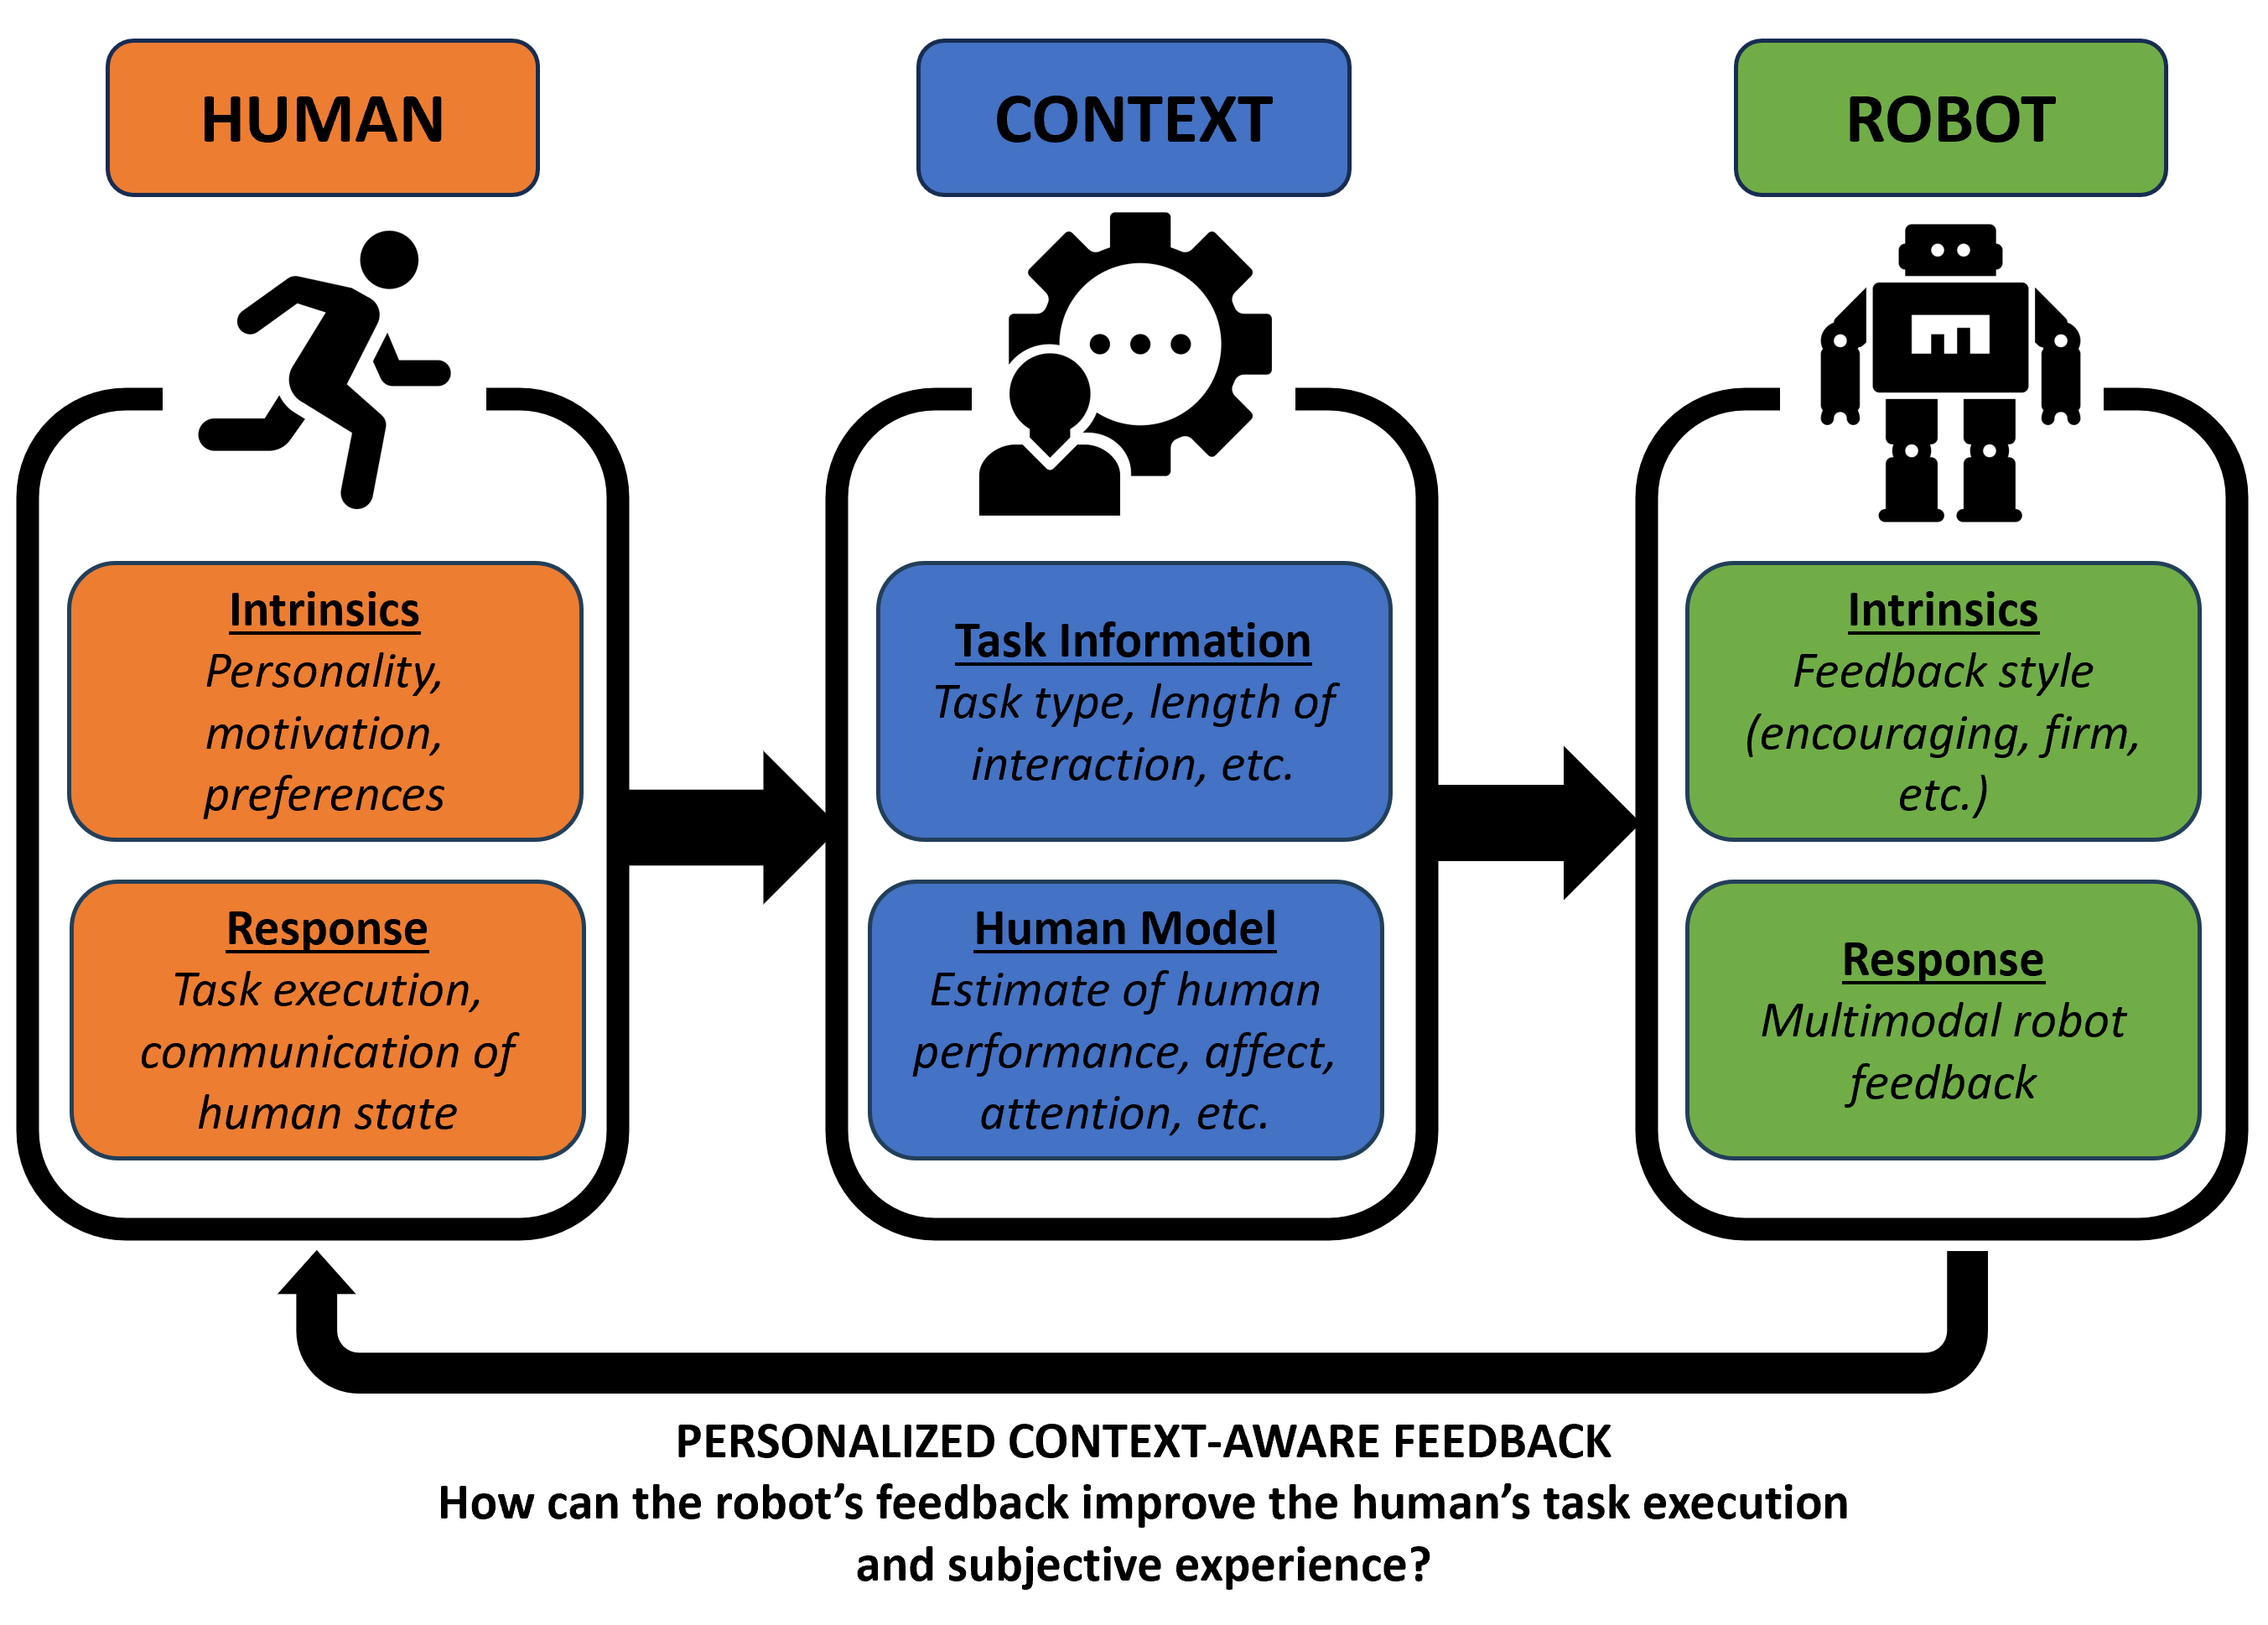 HUMAN
CONTEXT
ROBOT
Intrinsics
Personality,
motivation,
preferences
Response
Task execution,
communication of
human state
Task Information
Task type, length of
interaction, etc.
Human Model
Estimate of human
performance, affect,
attention, etc.
Intrinsics
Feedback style
(encouraging, firm,
etc.)
Response
Multimodal robot
feedback
PERSONALIZED CONTEXT-AWARE FEEDBACK
How can the robot’s feedback improve the human’s task execution
and subjective experience?